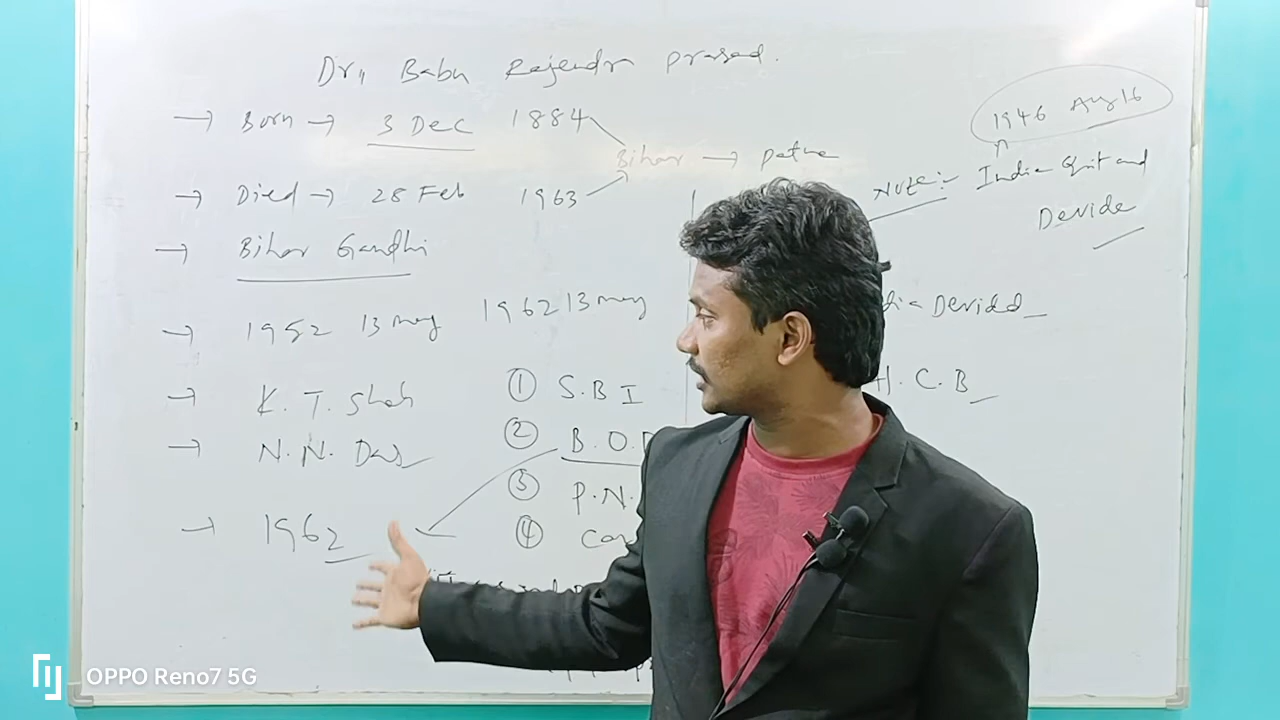 Dr,, Babu Rajendra prasad.
→ Born → 3 Dec 1884
Bihar → patna
→ Died → 28 Feb 1963
→ Bihar Gandhi
→ 1952 13 may 1962 13 may
→ K. T. Shah
→ N. N. Das
→ 1962
① S.B I
② B.O.
③ P.N.
④ Can
1946 Aug 16
Note:- India Quit and
Devide
Devided
H.C.B
OPPO Reno7 5G